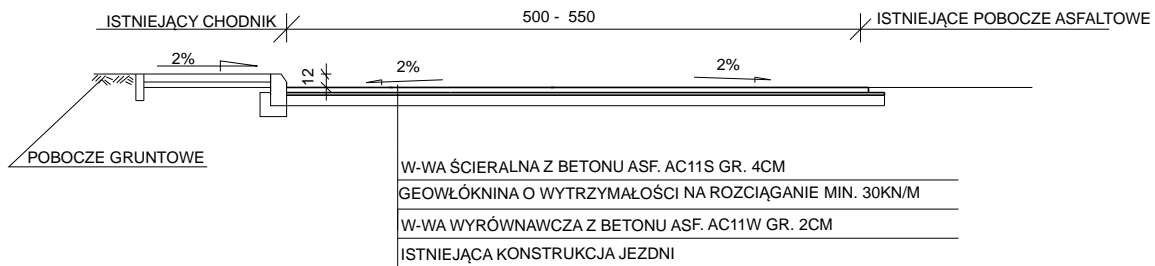 ISTNIEJĄCY CHODNIK
500 - 550
ISTNIEJĄCE POBOCZE ASFALTOWE
2%
12
2%
2%
POBOCZE GRUNTOWE
W-WA ŚCIERALNA Z BETONU ASF. AC11S GR. 4CM
GEOWŁÓKNINA O WYTRZYMAŁOŚCI NA ROZCIĄGANIE MIN. 30KN/M
W-WA WYRÓWNAWCZA Z BETONU ASF. AC11W GR. 2CM
ISTNIEJĄCA KONSTRUKCJA JEZDNI